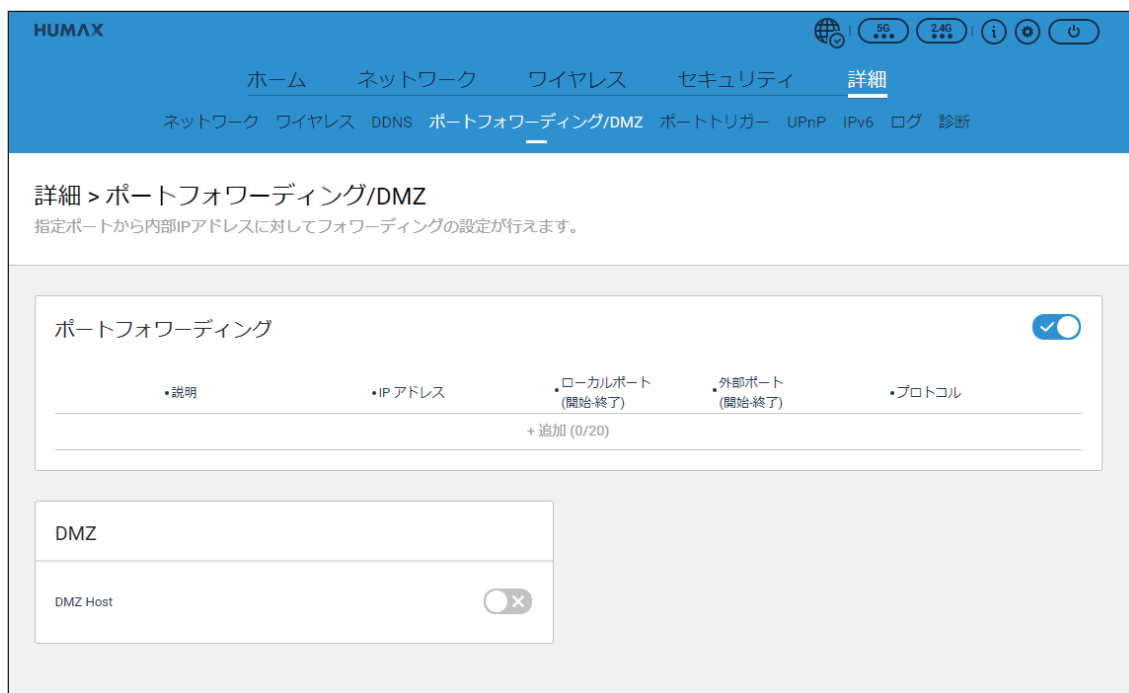 HUMAX 5G 2.4G i
ホーム ネットワーク ワイヤレス セキュリティ 詳細
ネットワーク ワイヤレス DDNS ポートフォワーディング/DMZ ポートトリガー UPnP IPv6 ログ 診断
詳細 > ポートフォワーディング/DMZ
指定ポートから内部IPアドレスに対してフォワーディングの設定が行えます。
ポートフォワーディング
•説明 •IP アドレス •ローカルポート (開始-終了) •外部ポート (開始-終了) •プロトコル
+ 追加 (0/20)
DMZ
DMZ Host